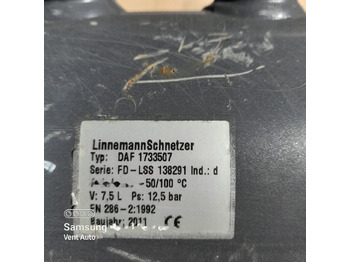 LinnemannSchnetzer
Typ: DAF 1733507
Serie: FD-LSS 138291 Ind.: d
-50/100 °C
V: 7,5 L Ps: 12,5 bar
EN 286-2:1992
Baujahr: 2011 CE
Samsung
Vent Auto